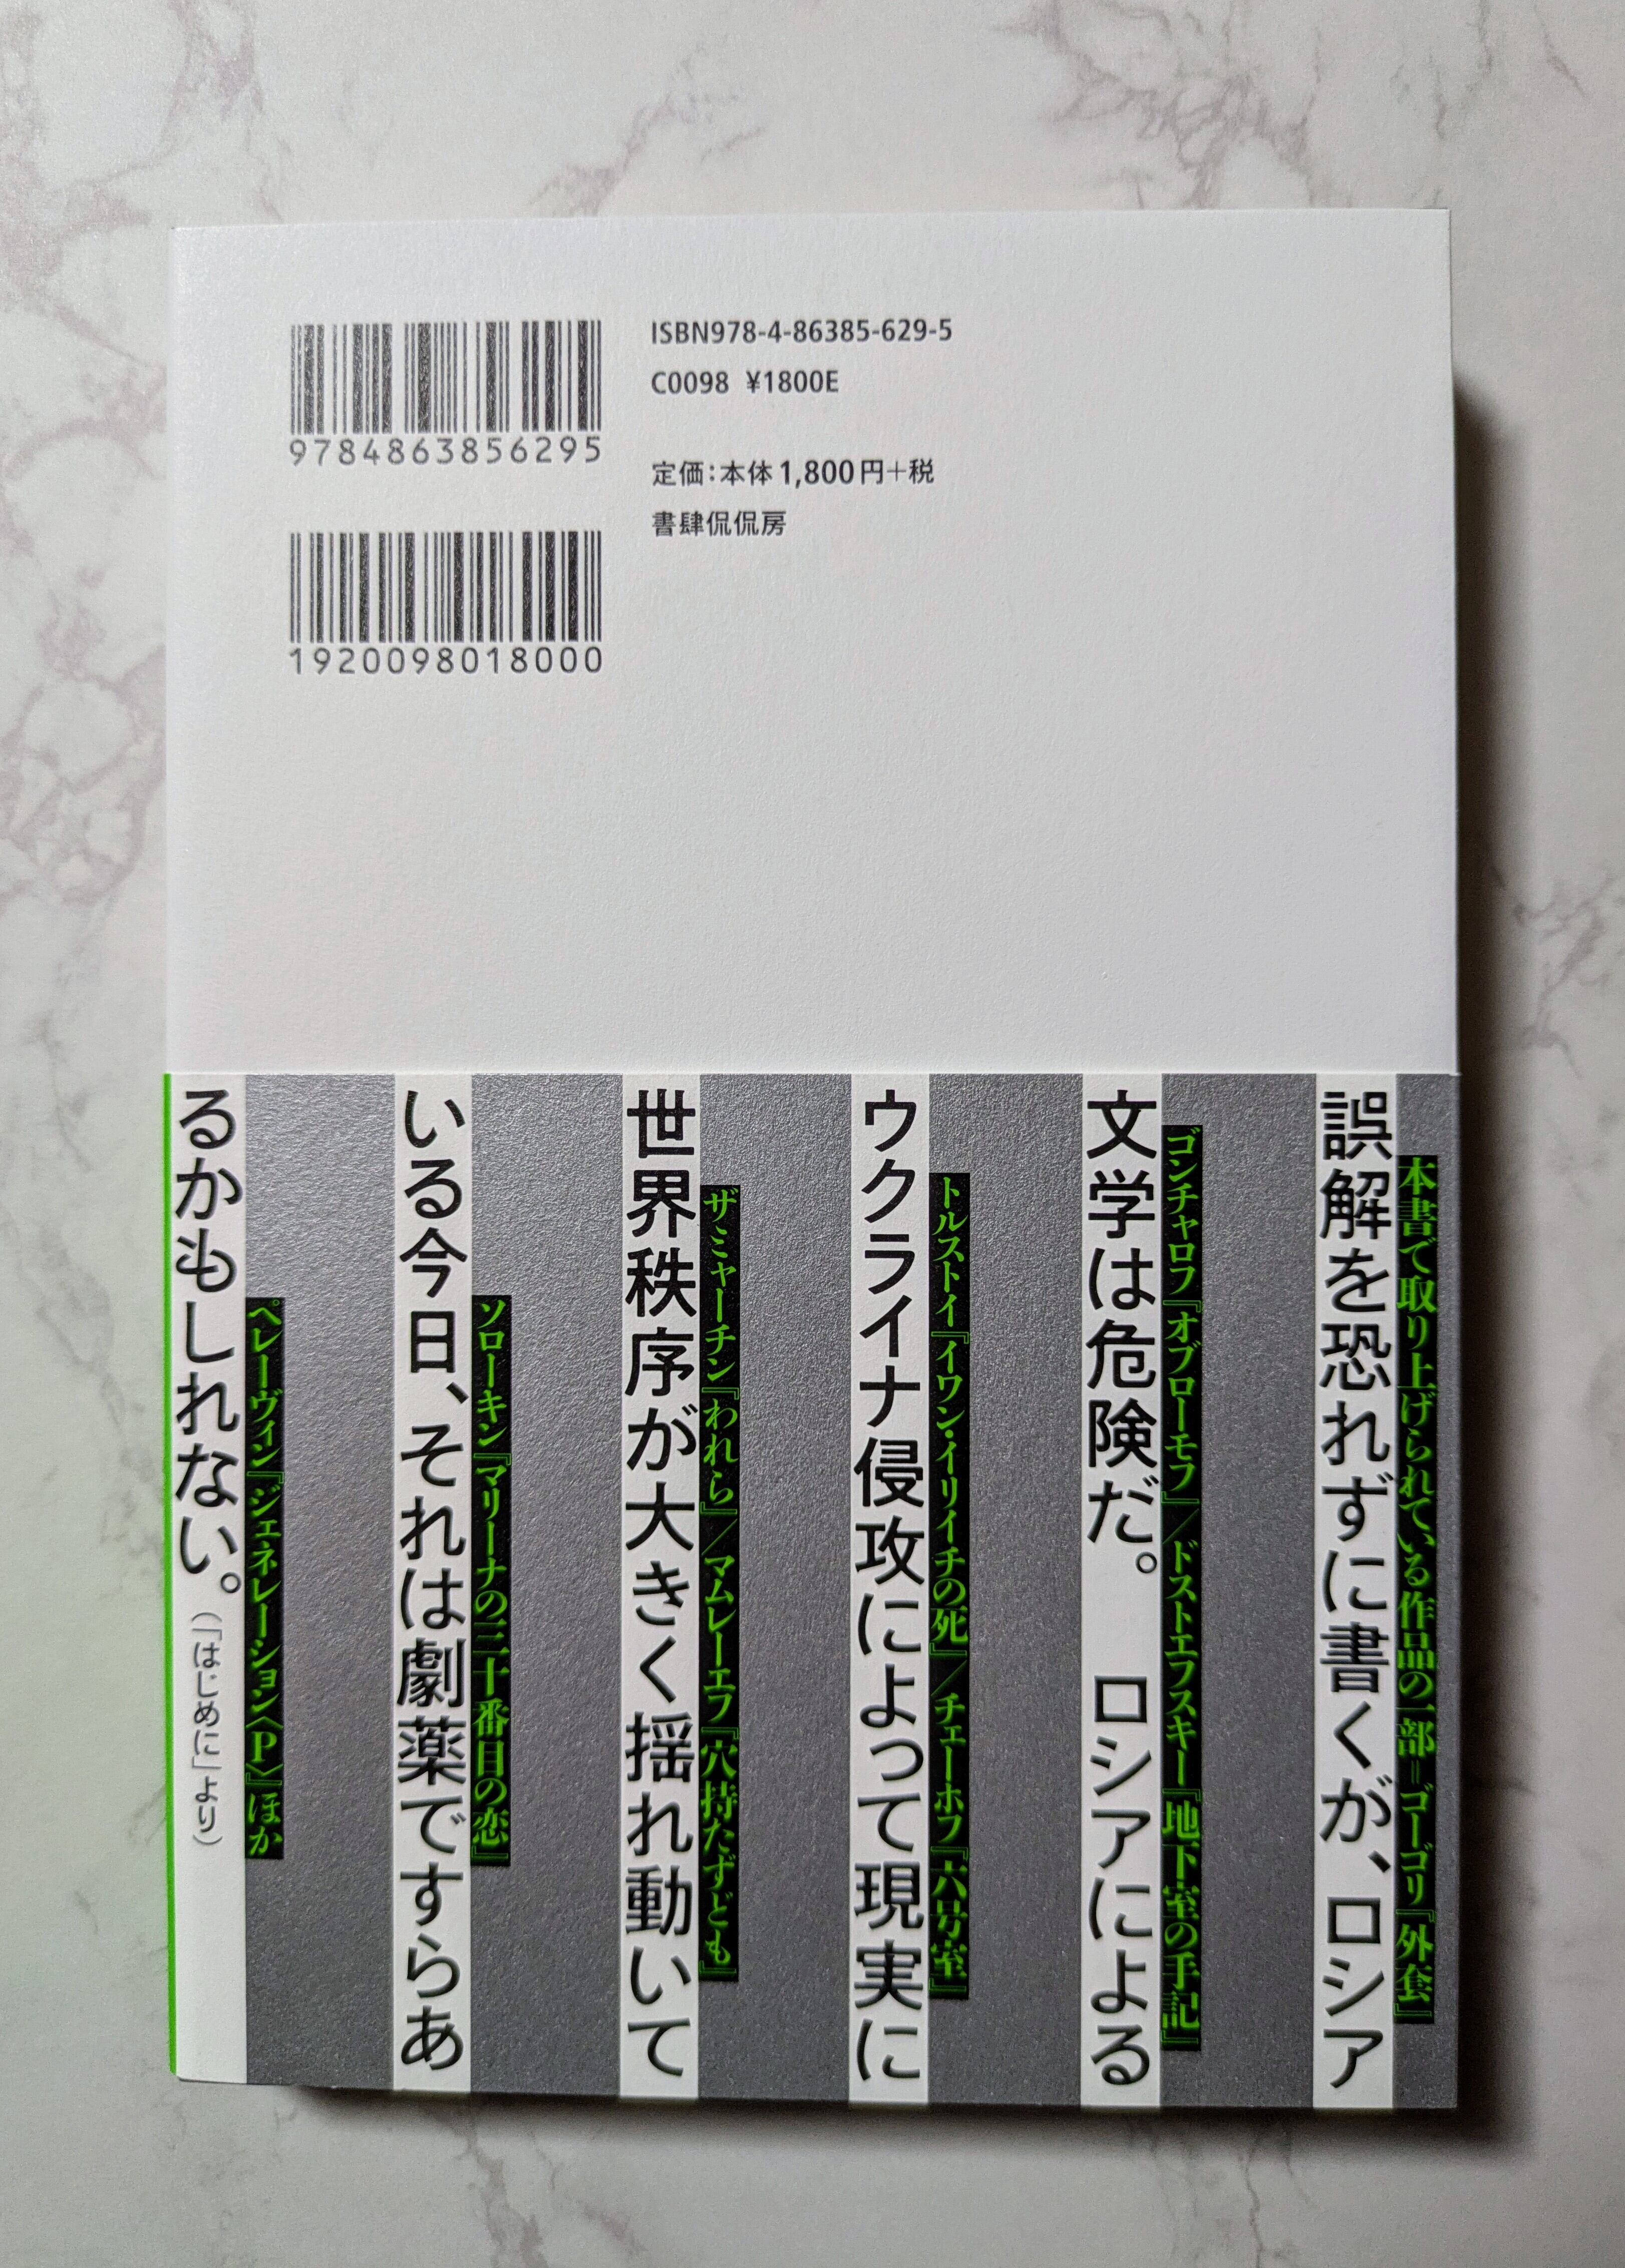 9784863856295
1920098018000
ISBN978-4-86385-629-5
C0098 ¥1800E
定価:本体1,800円+税
書肆侃侃房
本書で取り上げられている作品の一部=ゴーゴリ『外套』
誤解を恐れずに書くが、ロシア
ゴンチャロフ『オブローモフ』/ドストエフスキー『地下室の手記』
文学は危険だ。　ロシアによる
トルストイ『イワン・イリイチの死』/チェーホフ『六号室』
ウクライナ侵攻によって現実に
ザミャーチン『われら』/マムレーエフ『穴持たずども』
世界秩序が大きく揺れ動いて
ソローキン『マリーナの三十番目の恋』
いる今日、それは劇薬ですらあ
ペレーヴィン『ジェネレーション〈P〉』ほか
るかもしれない。(「はじめに」より)